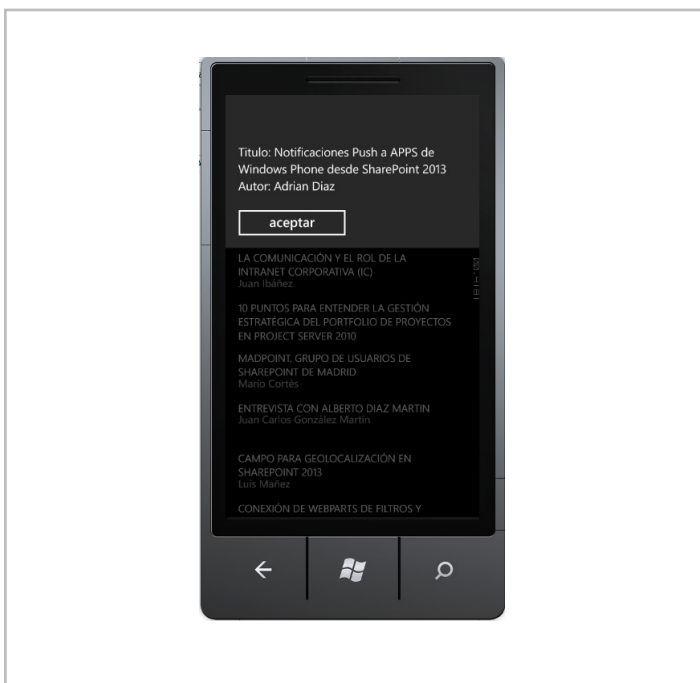 Titulo: Notificaciones Push a APPS de
Windows Phone desde SharePoint 2013
Autor: Adrian Diaz
aceptar
LA COMUNICACIÓN Y EL ROL DE LA
INTRANET CORPORATIVA (IC)
Juan Ibáñez
10 PUNTOS PARA ENTENDER LA GESTIÓN
ESTRATÉGICA DEL PORTFOLIO DE PROYECTOS
EN PROJECT SERVER 2010
MADPOINT. GRUPO DE USUARIOS DE
SHAREPOINT DE MADRID
Mario Cortés
ENTREVISTA CON ALBERTO DIAZ MARTIN
Juan Carlos González Martín
CAMPO PARA GEOLOCALIZACIÓN EN
SHAREPOINT 2013
Luis Mañez
CONEXIÓN DE WEBPARTS DE FILTROS Y